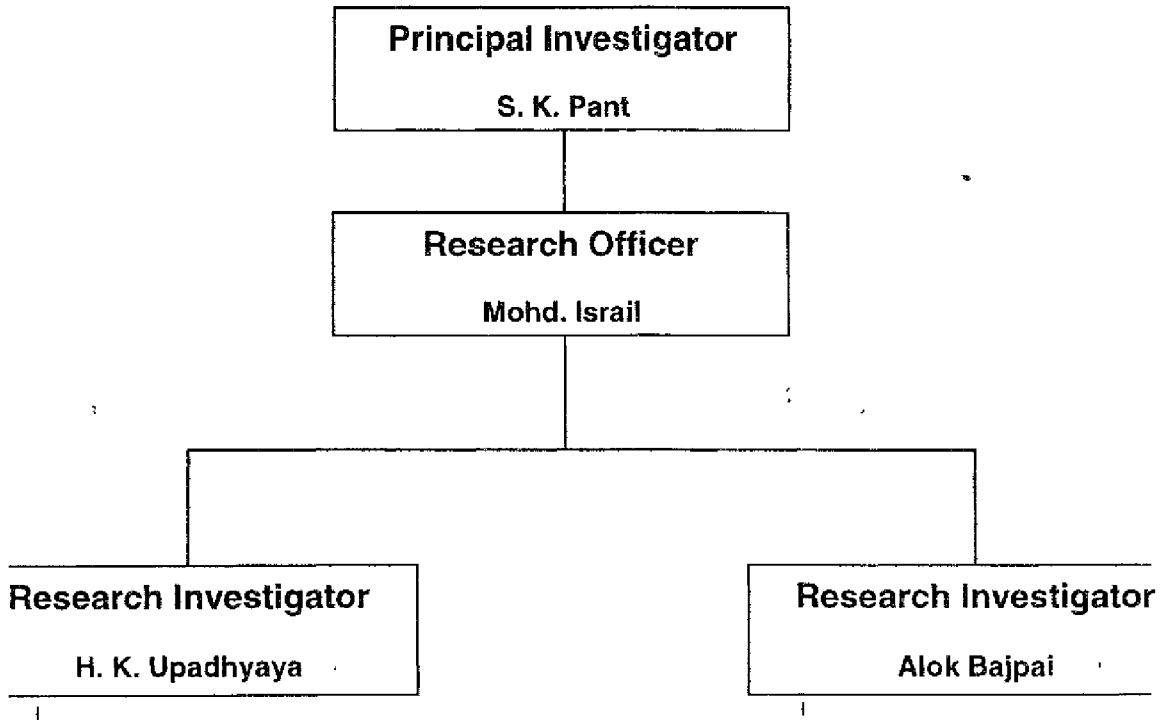 Principal Investigator
S. K. Pant
Research Officer
Mohd. Israil
Research Investigator
H. K. Upadhyaya
Research Investigator
Alok Bajpai